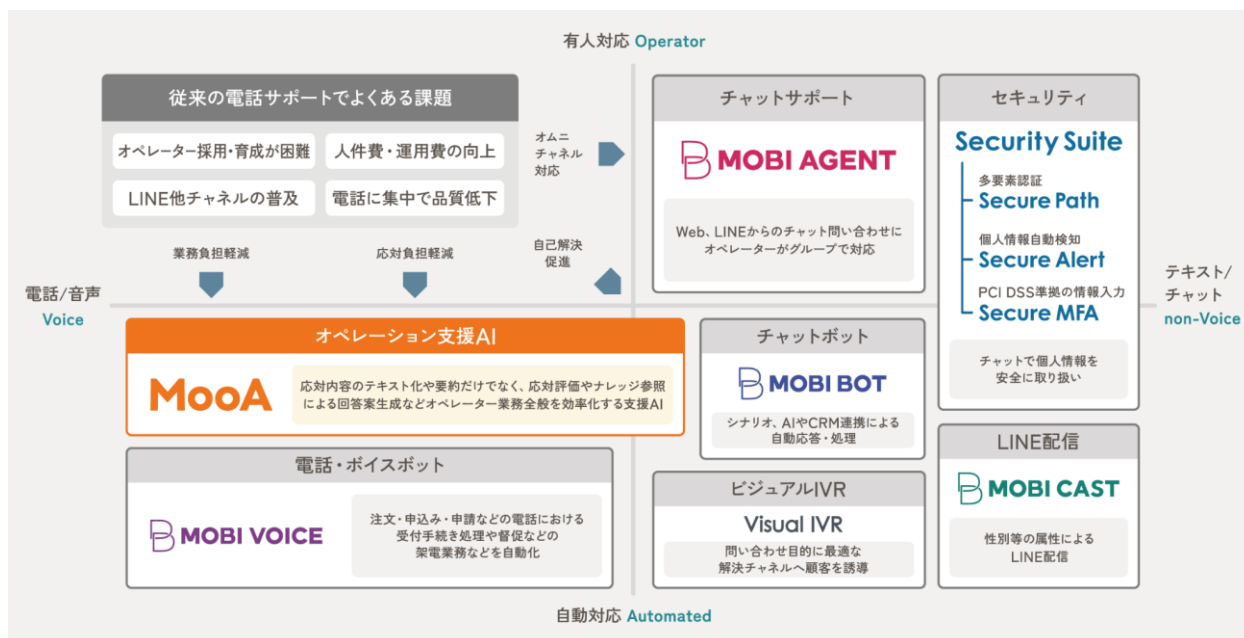 有人対応 Operator
従来の電話サポートでよくある課題
オペレーター採用・育成が困難
人件費・運用費の向上
LINE他チャネルの普及
電話に集中で品質低下
オムニ
チャネル
対応
業務負担軽減
応対負担軽減
自己解決
促進
チャットサポート
MOBI AGENT
Web、LINEからのチャット問い合わせに
オペレーターがグループで対応
セキュリティ
Security Suite
多要素認証
Secure Path
個人情報自動検知
Secure Alert
PCI DSS準拠の情報入力
Secure MFA
チャットで個人情報を
安全に取り扱い
電話/音声
Voice
テキスト/
チャット
non-Voice
オペレーション支援AI
MooA
応対内容のテキスト化や要約だけでなく、応対評価やナレッジ参照
による回答案生成などオペレーター業務全般を効率化する支援AI
チャットボット
MOBI BOT
シナリオ、AIやCRM連携による
自動応答・処理
電話・ボイスボット
MOBI VOICE
注文・申込み・申請などの電話における
受付手続き処理や督促などの
架電業務などを自動化
ビジュアルIVR
Visual IVR
問い合わせ目的に最適な
解決チャネルへ顧客を誘導
LINE配信
MOBI CAST
性別等の属性による
LINE配信
自動対応 Automated